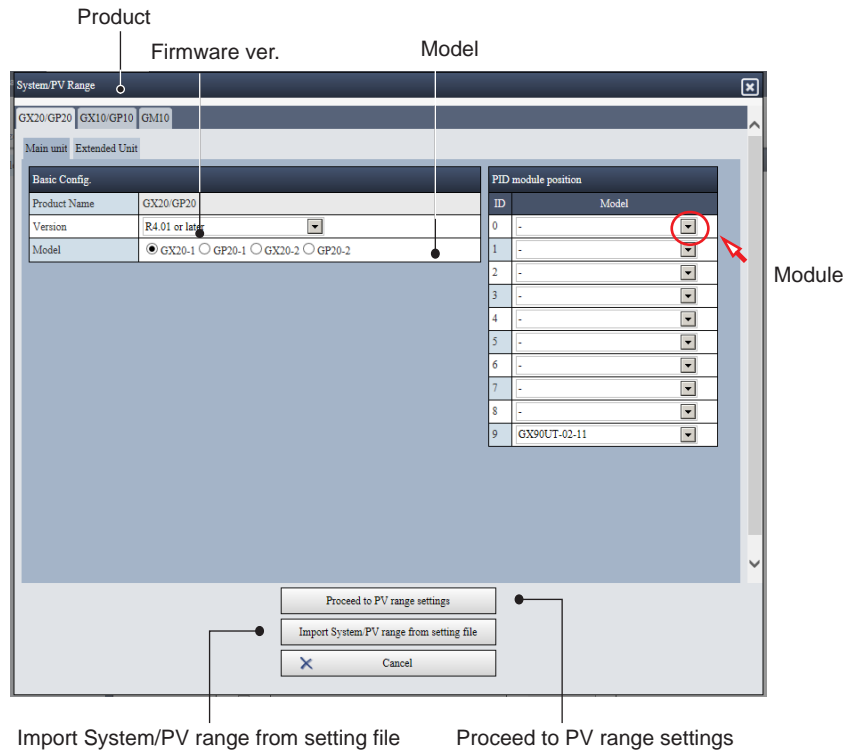 Product
Firmware ver.
Model
System/PV Range
GX20/GP20 GX10/GP10 GM10
Main unit Extended Unit
Basic Config.
Product Name GX20/GP20
Version R4.01 or later
Model GX20-1 GP20-1 GX20-2 GP20-2
PID module position
ID Model
0 -
1 -
2 -
3 -
4 -
5 -
6 -
7 -
8 -
9 GX90UT-02-11
Module
Proceed to PV range settings
Import System/PV range from setting file
Cancel
Import System/PV range from setting file
Proceed to PV range settings